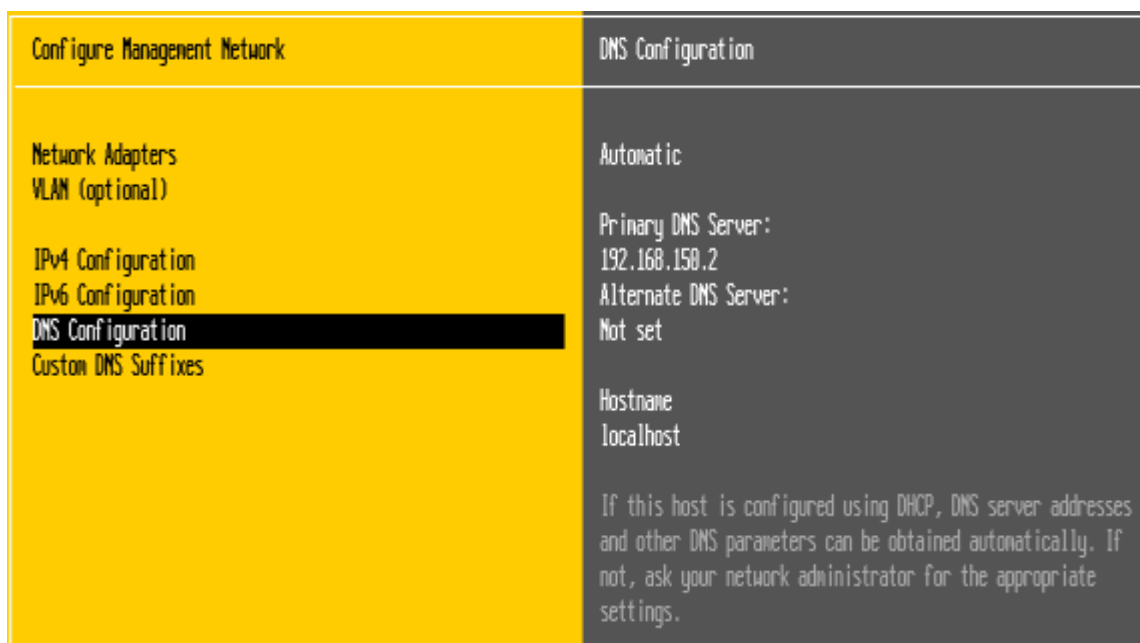 Configure Management Network
DNS Configuration
Network Adapters
VLAN (optional)
IPv4 Configuration
IPv6 Configuration
DNS Configuration
Custom DNS Suffixes
Automatic
Primary DNS Server:
192.168.150.2
Alternate DNS Server:
Not set
Hostname
localhost
If this host is configured using DHCP, DNS server addresses
and other DNS parameters can be obtained automatically. If
not, ask your network administrator for the appropriate
settings.